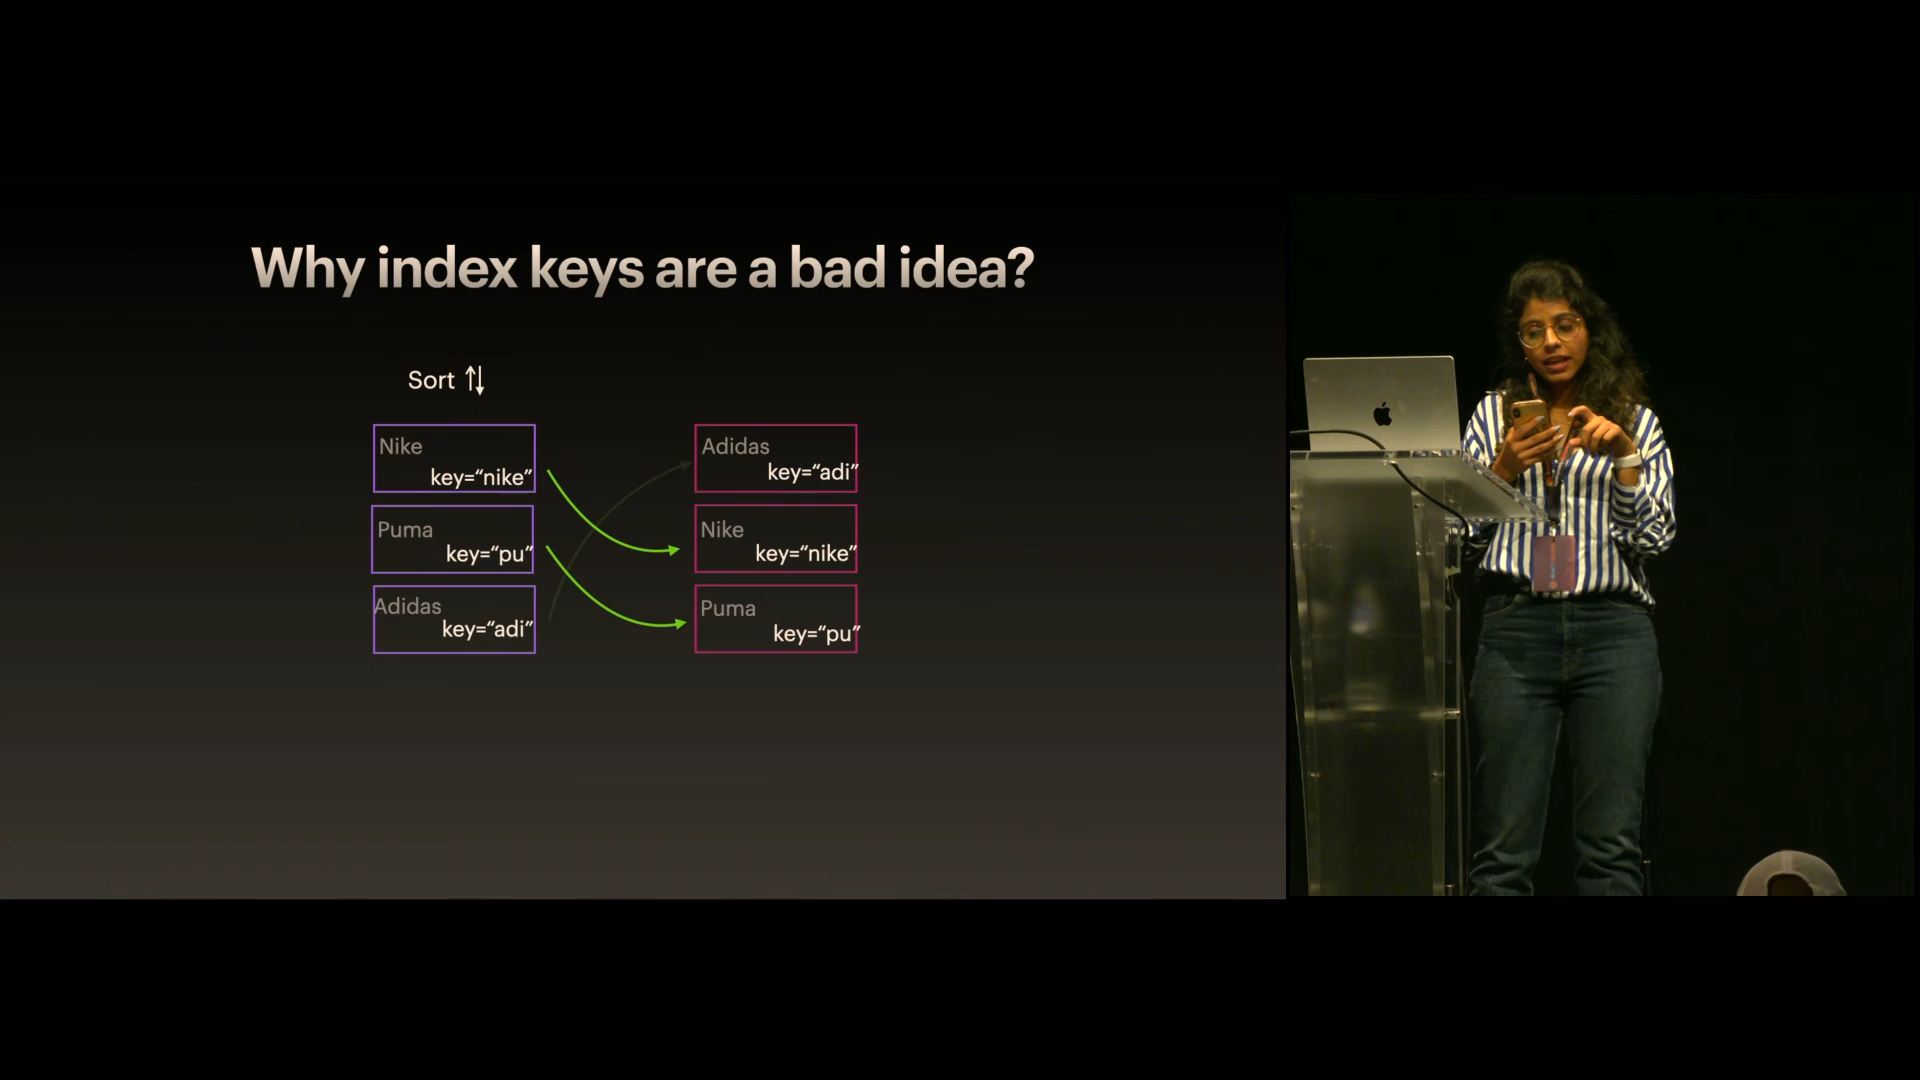 Why index keys are a bad idea?
Sort ↑↓
Nike
key=“nike”
Puma
key=“pu”
Adidas
key=“adi”
Adidas
key=“adi”
Nike
key=“nike”
Puma
key=“pu”